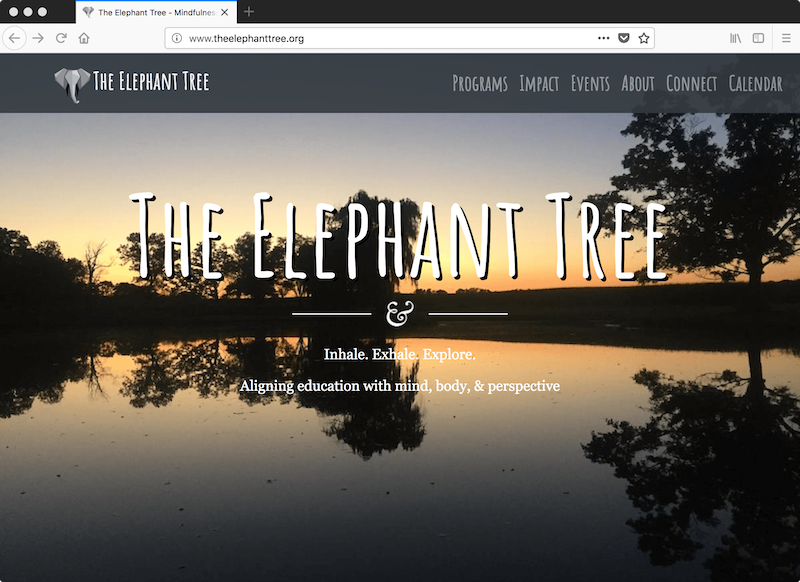 The Elephant Tree - Mindfulnes
www.theelephanttree.org
The Elephant Tree
Programs Impact Events About Connect Calendar
The Elephant Tree
&
Inhale. Exhale. Explore.
Aligning education with mind, body, & perspective